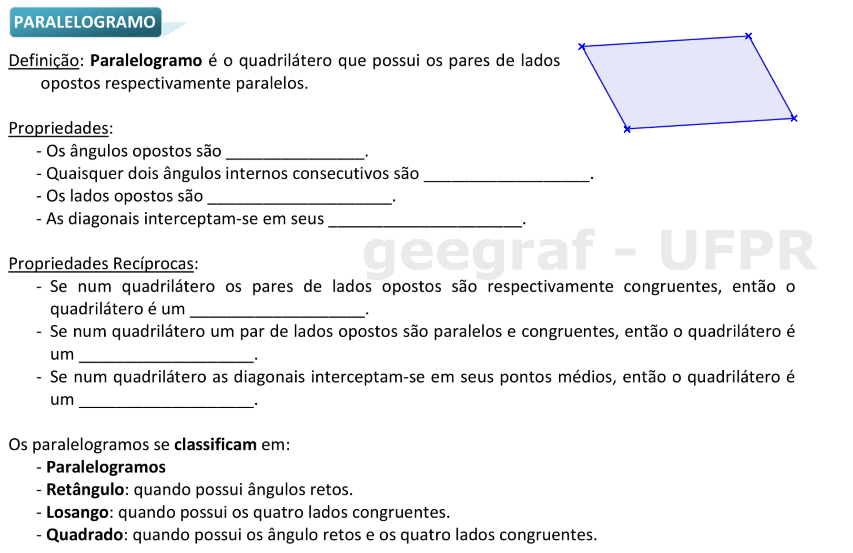 PARALELOGRAMO
Definição: Paralelogramo é o quadrilátero que possui os pares de lados
opostos respectivamente paralelos.
Propriedades:
- Os ângulos opostos são _______________.
- Quaisquer dois ângulos internos consecutivos são __________________.
- Os lados opostos são ____________________.
- As diagonais interceptam-se em seus _____________________.
geegraf - UFPR
Propriedades Recíprocas:
- Se num quadrilátero os pares de lados opostos são respectivamente congruentes, então o
quadrilátero é um ___________________.
- Se num quadrilátero um par de lados opostos são paralelos e congruentes, então o quadrilátero é
um ___________________.
- Se num quadrilátero as diagonais interceptam-se em seus pontos médios, então o quadrilátero é
um ___________________.
Os paralelogramos se classificam em:
- Paralelogramos
- Retângulo: quando possui ângulos retos.
- Losango: quando possui os quatro lados congruentes.
- Quadrado: quando possui os ângulo retos e os quatro lados congruentes.